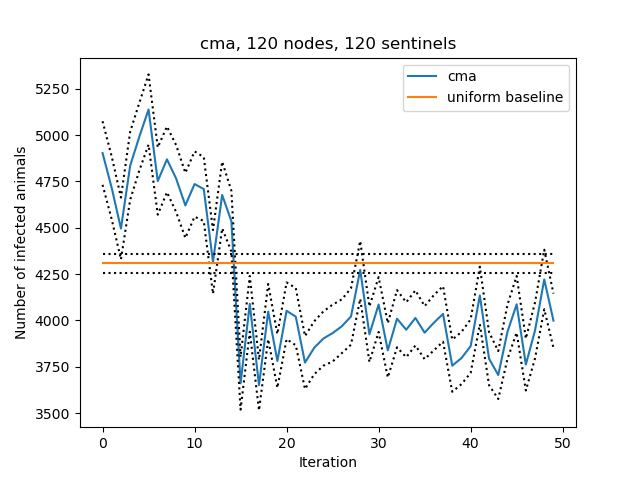 cma, 120 nodes, 120 sentinels
cma
uniform baseline
Number of infected animals
5250
5000
4750
4500
4250
4000
3750
3500
0
10
20
30
40
50
Iteration